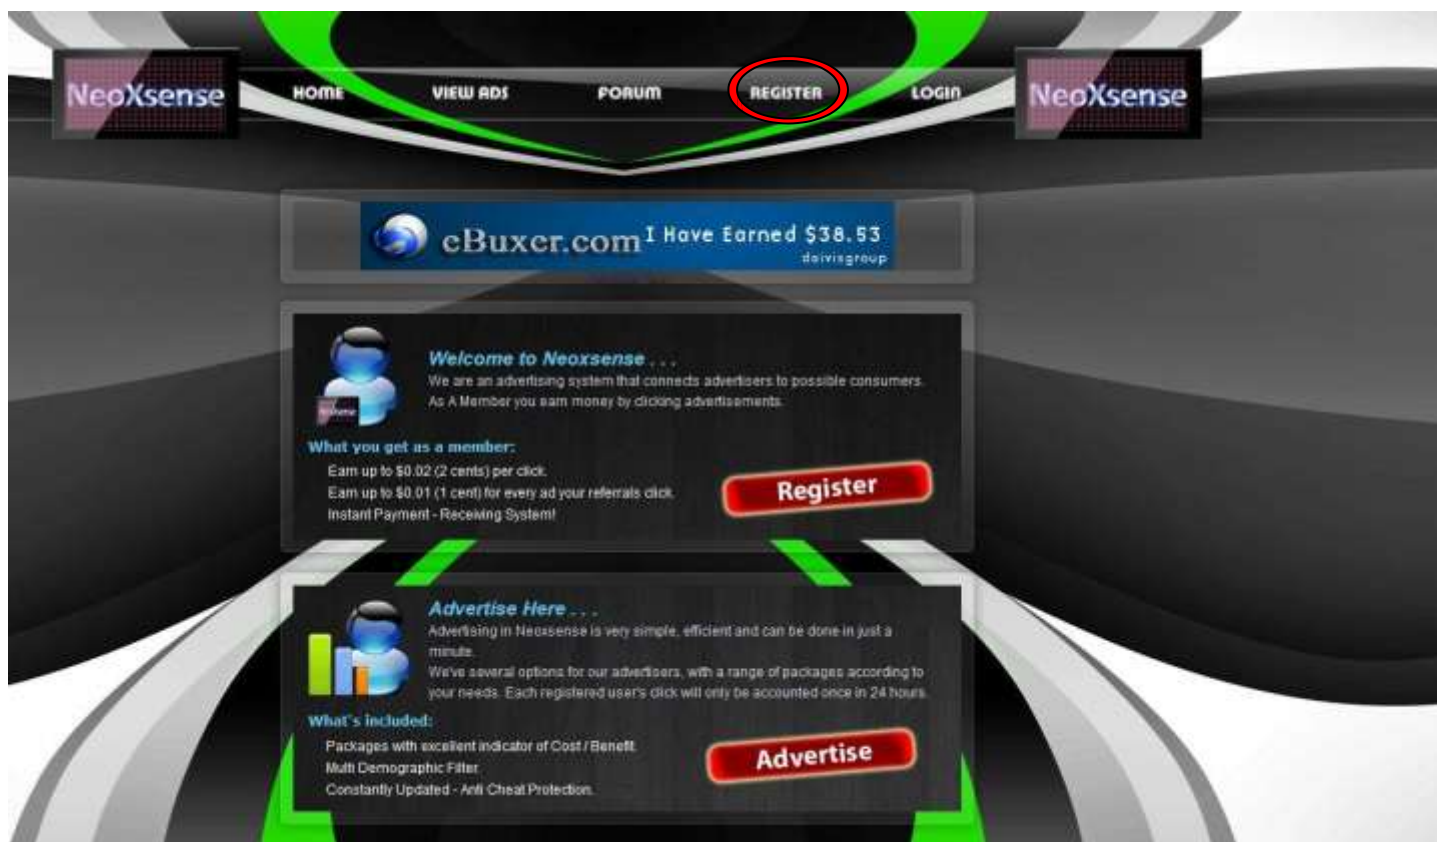 NeoXsense
HOME VIEW ADS FORUM REGISTER LOGIN
NeoXsense
eBuxer.com I Have Earned $38.53
daivisgroup
Welcome to Neoxsense . . .
We are an advertising system that connects advertisers to possible consumers.
As A Member you earn money by clicking advertisements.
What you get as a member:
Earn up to $0.02 (2 cents) per click.
Earn up to $0.01 (1 cent) for every ad your referrals click.
Instant Payment - Receiving System!
Register
Advertise Here . . .
Advertising in Neoxsense is very simple, efficient and can be done in just a
minute.
We've several options for our advertisers, with a range of packages according to
your needs. Each registered user's click will only be accounted once in 24 hours.
What's included:
Packages with excellent indicator of Cost / Benefit.
Multi Demographic Filter.
Constantly Updated - Anti Cheat Protection.
Advertise